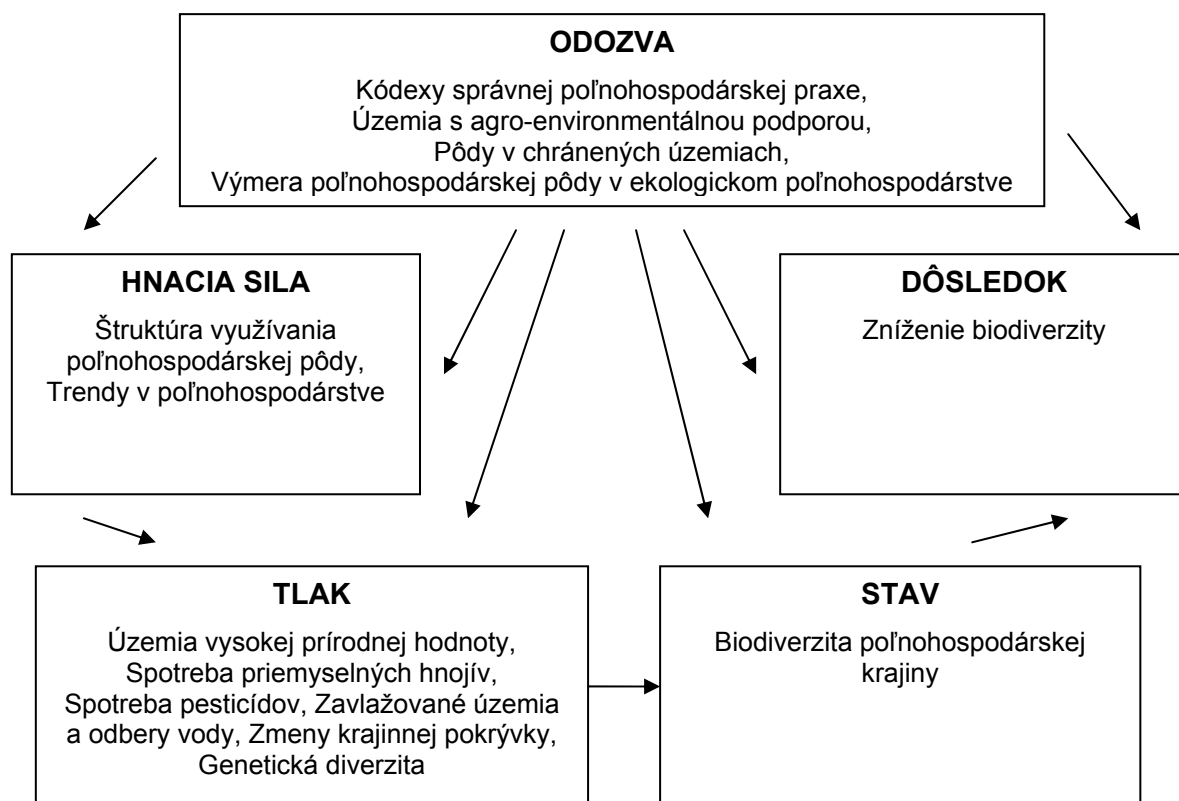 ODOZVA
Kódexy správnej poľnohospodárskej praxe,
Územia s agro-environmentálnou podporou,
Pôdy v chránených územiach,
Výmera poľnohospodárskej pôdy v ekologickom poľnohospodárstve
HNACIA SILA
Štruktúra využívania
poľnohospodárskej pôdy,
Trendy v poľnohospodárstve
DÔSLEDOK
Zníženie biodiverzity
TLAK
Územia vysokej prírodnej hodnoty,
Spotreba priemyselných hnojív,
Spotreba pesticídov, Zavlažované územia
a odbery vody, Zmeny krajinnej pokrývky,
Genetická diverzita
STAV
Biodiverzita poľnohospodárskej
krajiny